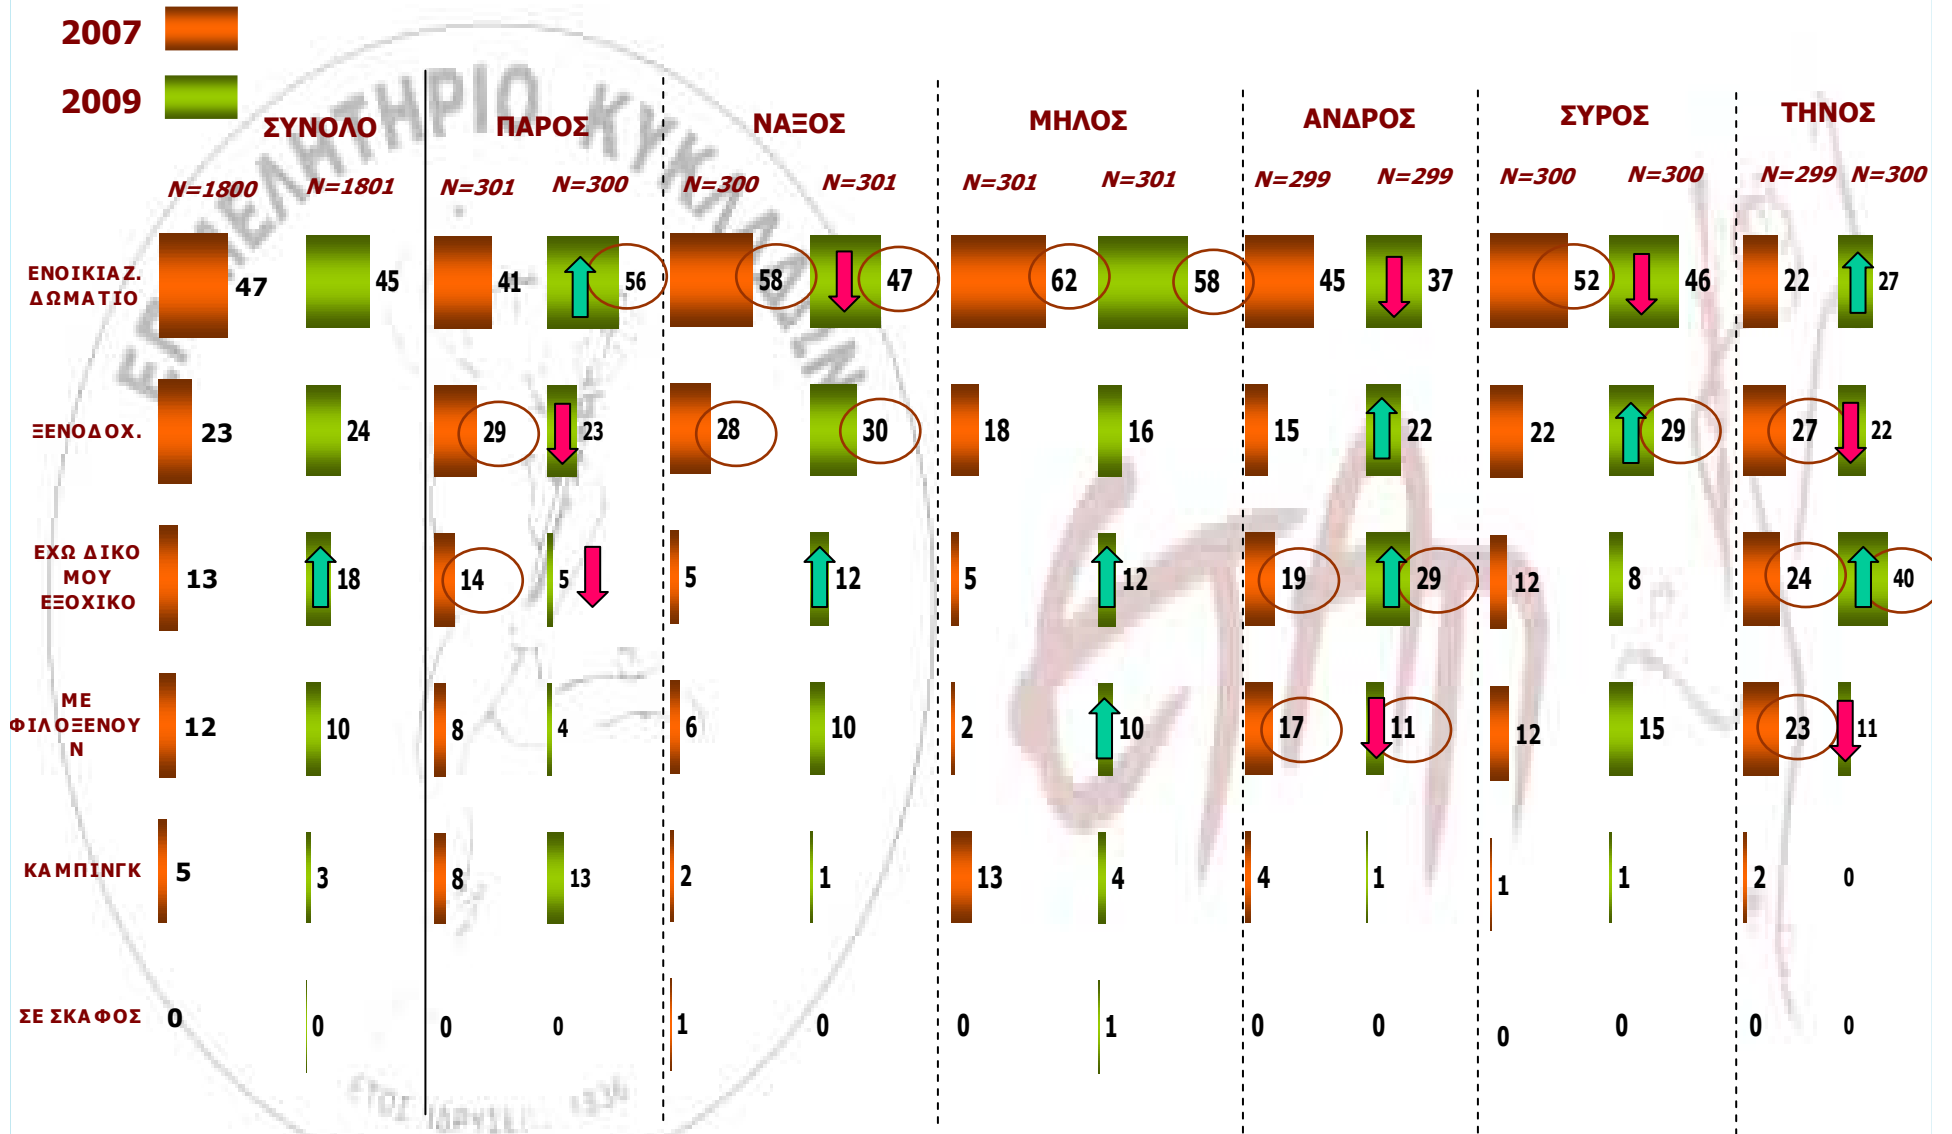 2007
2009
ΣΥΝΟΛΟ ΠΑΡΟΣ ΝΑΞΟΣ ΜΗΛΟΣ ΑΝΔΡΟΣ ΣΥΡΟΣ ΤΗΝΟΣ
N=1800 N=1801 N=301 N=300 N=300 N=301 N=301 N=301 N=299 N=299 N=300 N=300 N=299 N=300
ΕΝΟΙΚΙΑΖ.
ΔΩΜΑΤΙΟ
47 45 41 56 58 47 62 58 45 37 52 46 22 27
ΞΕΝΟΔΟΧ.
23 24 29 23 28 30 18 16 15 22 22 29 27 22
ΕΧΩ ΔΙΚΟ
ΜΟΥ
ΕΞΟΧΙΚΟ
13 18 14 5 5 12 5 12 19 29 12 8 24 40
ΜΕ
ΦΙΛΟΞΕΝΟΥ
Ν
12 10 8 4 6 10 2 10 17 11 12 15 23 11
ΚΑΜΠΙΝΓΚ
5 3 8 13 2 1 13 4 4 1 1 1 2 0
ΣΕ ΣΚΑΦΟΣ
0 0 0 0 1 0 0 1 0 0 0 0 0 0
ΕΠΙΜΕΛΗΤΗΡΙΟ ΚΥΚΛΑΔΩΝ
ΕΤΟΣ